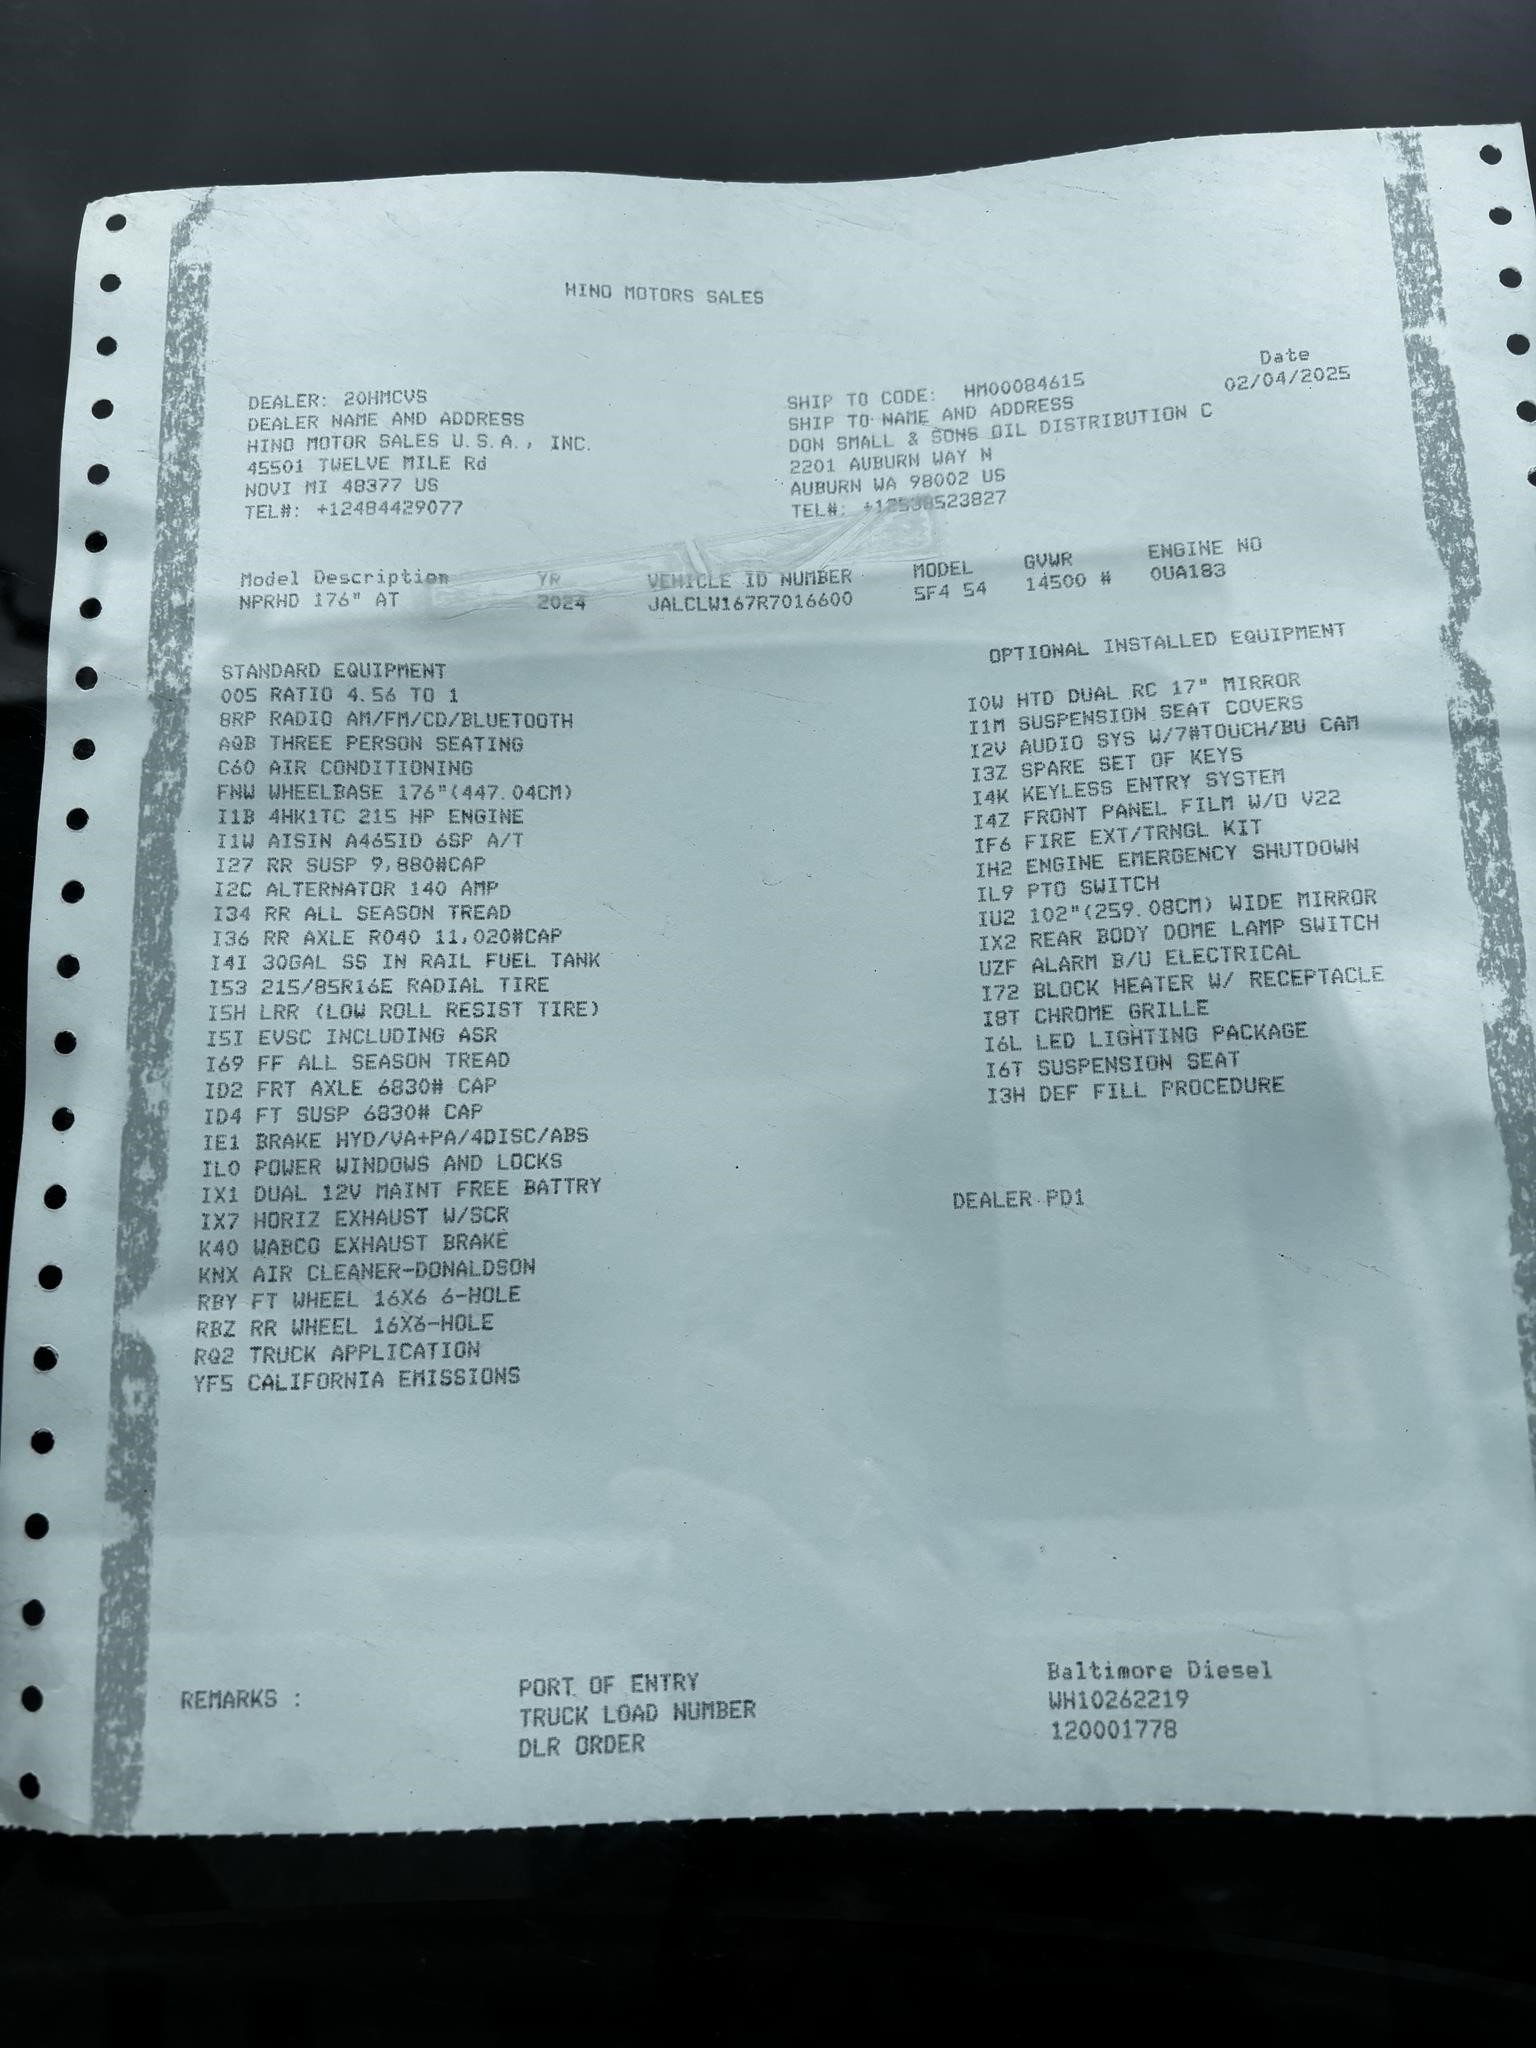 HINO MOTORS SALES
Date
02/04/2025
DEALER: 20HMCVS
DEALER NAME AND ADDRESS
HINO MOTOR SALES U.S.A., INC.
45501 TWELVE MILE Rd
NOVI MI 48377 US
TEL#: +12484429077
SHIP TO CODE: HM00084615
SHIP TO NAME AND ADDRESS
DON SMALL & SONS OIL DISTRIBUTION C
2201 AUBURN WAY N
AUBURN WA 98002 US
TEL#: +12538523827
Model Description YR VEHICLE ID NUMBER MODEL GVWR ENGINE NO
NPRHD 176" AT 2024 JALCLW167R7016600 5F4 54 14500 # 0UA183
STANDARD EQUIPMENT
005 RATIO 4.56 TO 1
8RP RADIO AM/FM/CD/BLUETOOTH
AQB THREE PERSON SEATING
C60 AIR CONDITIONING
FNW WHEELBASE 176"(447.04CM)
I1B 4HK1TC 215 HP ENGINE
I1W AISIN A465ID 6SP A/T
I27 RR SUSP 9,880#CAP
I2C ALTERNATOR 140 AMP
I34 RR ALL SEASON TREAD
I36 RR AXLE R040 11,020#CAP
I4I 30GAL SS IN RAIL FUEL TANK
I53 215/85R16E RADIAL TIRE
I5H LRR (LOW ROLL RESIST TIRE)
I5I EVSC INCLUDING ASR
I69 FF ALL SEASON TREAD
ID2 FRT AXLE 6830# CAP
ID4 FT SUSP 6830# CAP
IE1 BRAKE HYD/VA+PA/4DISC/ABS
IL0 POWER WINDOWS AND LOCKS
IX1 DUAL 12V MAINT FREE BATTRY
IX7 HORIZ EXHAUST W/SCR
K40 WABCO EXHAUST BRAKE
KNX AIR CLEANER-DONALDSON
RBY FT WHEEL 16X6 6-HOLE
RBZ RR WHEEL 16X6-HOLE
RQ2 TRUCK APPLICATION
YF5 CALIFORNIA EMISSIONS
OPTIONAL INSTALLED EQUIPMENT
I0W HTD DUAL RC 17" MIRROR
I1M SUSPENSION SEAT COVERS
I2V AUDIO SYS W/7#TOUCH/BU CAM
I3Z SPARE SET OF KEYS
I4K KEYLESS ENTRY SYSTEM
I4Z FRONT PANEL FILM W/O V22
IF6 FIRE EXT/TRNGL KIT
IH2 ENGINE EMERGENCY SHUTDOWN
IL9 PTO SWITCH
IU2 102"(259.08CM) WIDE MIRROR
IX2 REAR BODY DOME LAMP SWITCH
UZF ALARM B/U ELECTRICAL
I72 BLOCK HEATER W/ RECEPTACLE
I8T CHROME GRILLE
I6L LED LIGHTING PACKAGE
I6T SUSPENSION SEAT
I3H DEF FILL PROCEDURE
DEALER PD1
REMARKS :
PORT OF ENTRY Baltimore Diesel
TRUCK LOAD NUMBER WH10262219
DLR ORDER 120001778